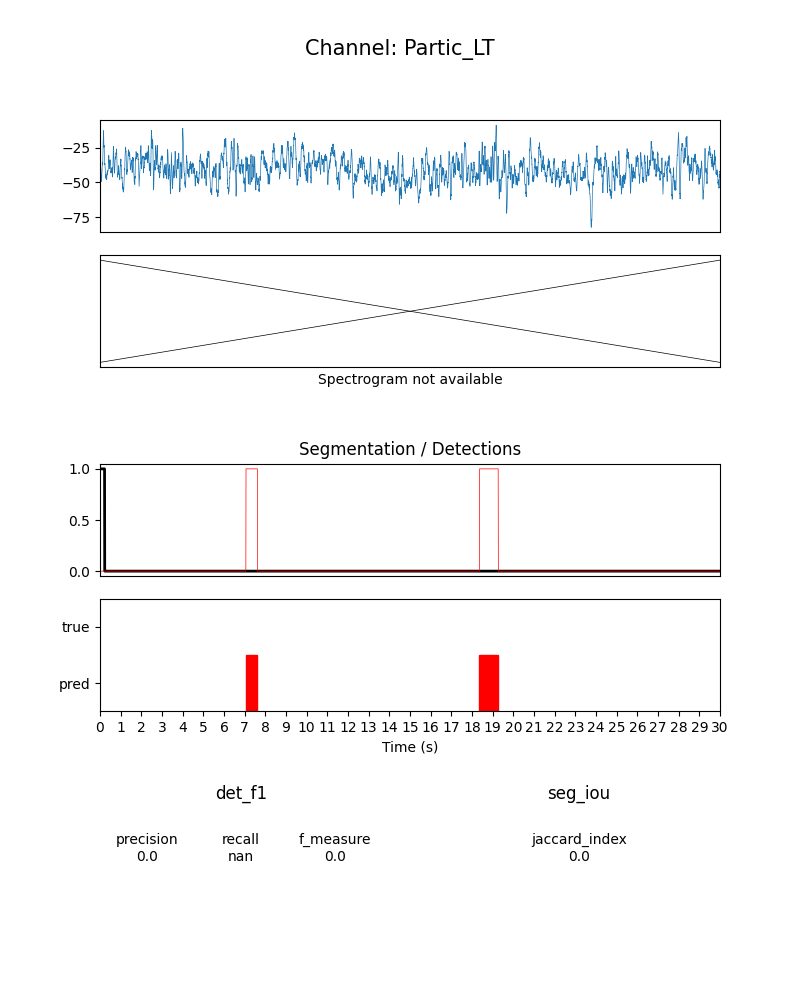 Channel: Partic_LT
−25
−50
−75
Spectrogram not available
Segmentation / Detections
1.0
0.5
0.0
true
pred
0 1 2 3 4 5 6 7 8 9 10 11 12 13 14 15 16 17 18 19 20 21 22 23 24 25 26 27 28 29 30
Time (s)
det_f1 seg_iou
precision recall f_measure jaccard_index
0.0 nan 0.0 0.0